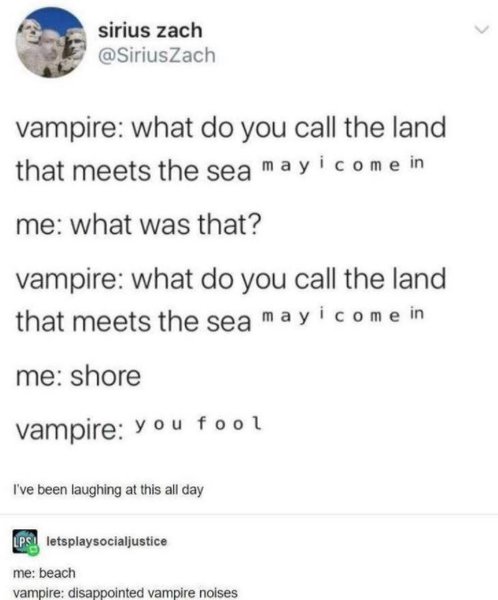 sirius zach
@SiriusZach
vampire: what do you call the land
that meets the sea ᵐ ᵃ ʸ ⁱ ᶜ ᵒ ᵐ ᵉ ⁱⁿ
me: what was that?
vampire: what do you call the land
that meets the sea ᵐ ᵃ ʸ ⁱ ᶜ ᵒ ᵐ ᵉ ⁱⁿ
me: shore
vampire: ʸ ᵒ ᵘ ᶠ ᵒ ᵒ ˡ
I've been laughing at this all day
LPSJ letsplaysocialjustice
me: beach
vampire: disappointed vampire noises